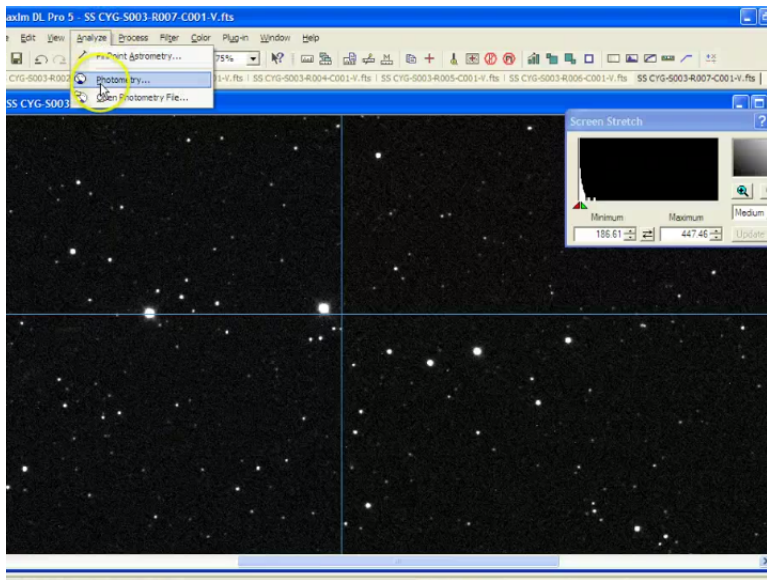 axIm DL Pro 5 - SS CYG-S003-R007-C001-V.fts
Edit View Analyze Process Filter Color Plug-in Window Help
PinPoint Astrometry...
75%
CYG-S003-R002 1-V.fts SS CYG-S003-R004-C001-V.fts SS CYG-S003-R005-C001-V.fts SS CYG-S003-R006-C001-V.fts SS CYG-S003-R007-C001-V.fts
Photometry...
Open Photometry File...
SS CYG-S003
Screen Stretch
Minimum Maximum Medium
186.61 447.46 Update